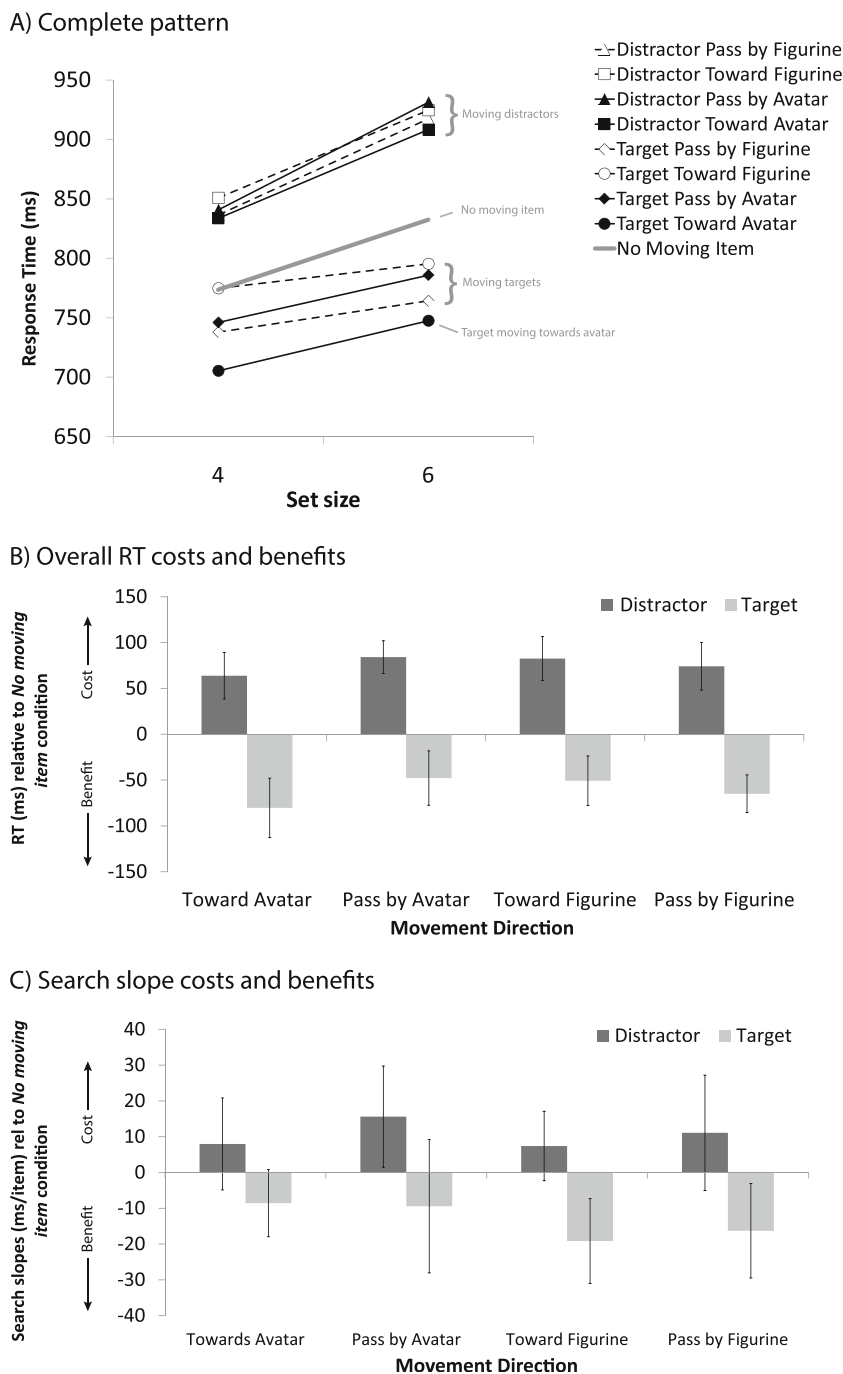 A) Complete pattern
950
900
850
800
750
700
650
Response Time (ms)
4
6
Set size
Moving distractors
No moving item
Moving targets
Target moving towards avatar
Distractor Pass by Figurine
Distractor Toward Figurine
Distractor Pass by Avatar
Distractor Toward Avatar
Target Pass by Figurine
Target Toward Figurine
Target Pass by Avatar
Target Toward Avatar
No Moving Item
B) Overall RT costs and benefits
RT (ms) relative to No moving
item condition
Cost
Benefit
150
100
50
0
-50
-100
-150
Distractor
Target
Toward Avatar
Pass by Avatar
Toward Figurine
Pass by Figurine
Movement Direction
C) Search slope costs and benefits
Search slopes (ms/item) rel to No moving
item condition
Cost
Benefit
40
30
20
10
0
-10
-20
-30
-40
Distractor
Target
Towards Avatar
Pass by Avatar
Toward Figurine
Pass by Figurine
Movement Direction